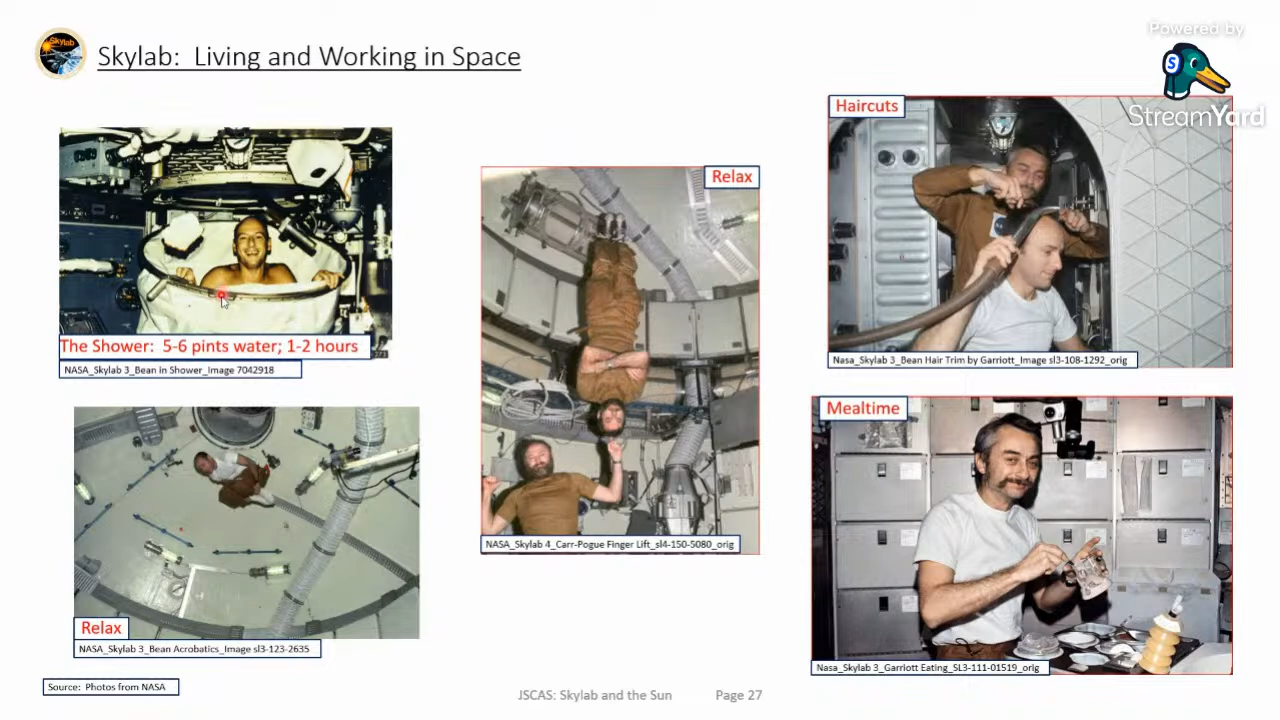 Skylab: Living and Working in Space
Powered by
StreamYard
Skylab
The Shower: 5-6 pints water; 1-2 hours
NASA_Skylab 3_Bean in Shower_Image 7042918
Relax
NASA_Skylab 3_Bean Acrobatics_Image sl3-123-2635
Relax
NASA_Skylab 4_Carr-Pogue Finger Lift_sl4-150-5080_orig
Haircuts
Nasa_Skylab 3_Bean Hair Trim by Garriott_Image sl3-108-1292_orig
Mealtime
Nasa_Skylab 3_Garriott Eating_SL3-111-01519_orig
Source: Photos from NASA
JSCAS: Skylab and the Sun Page 27